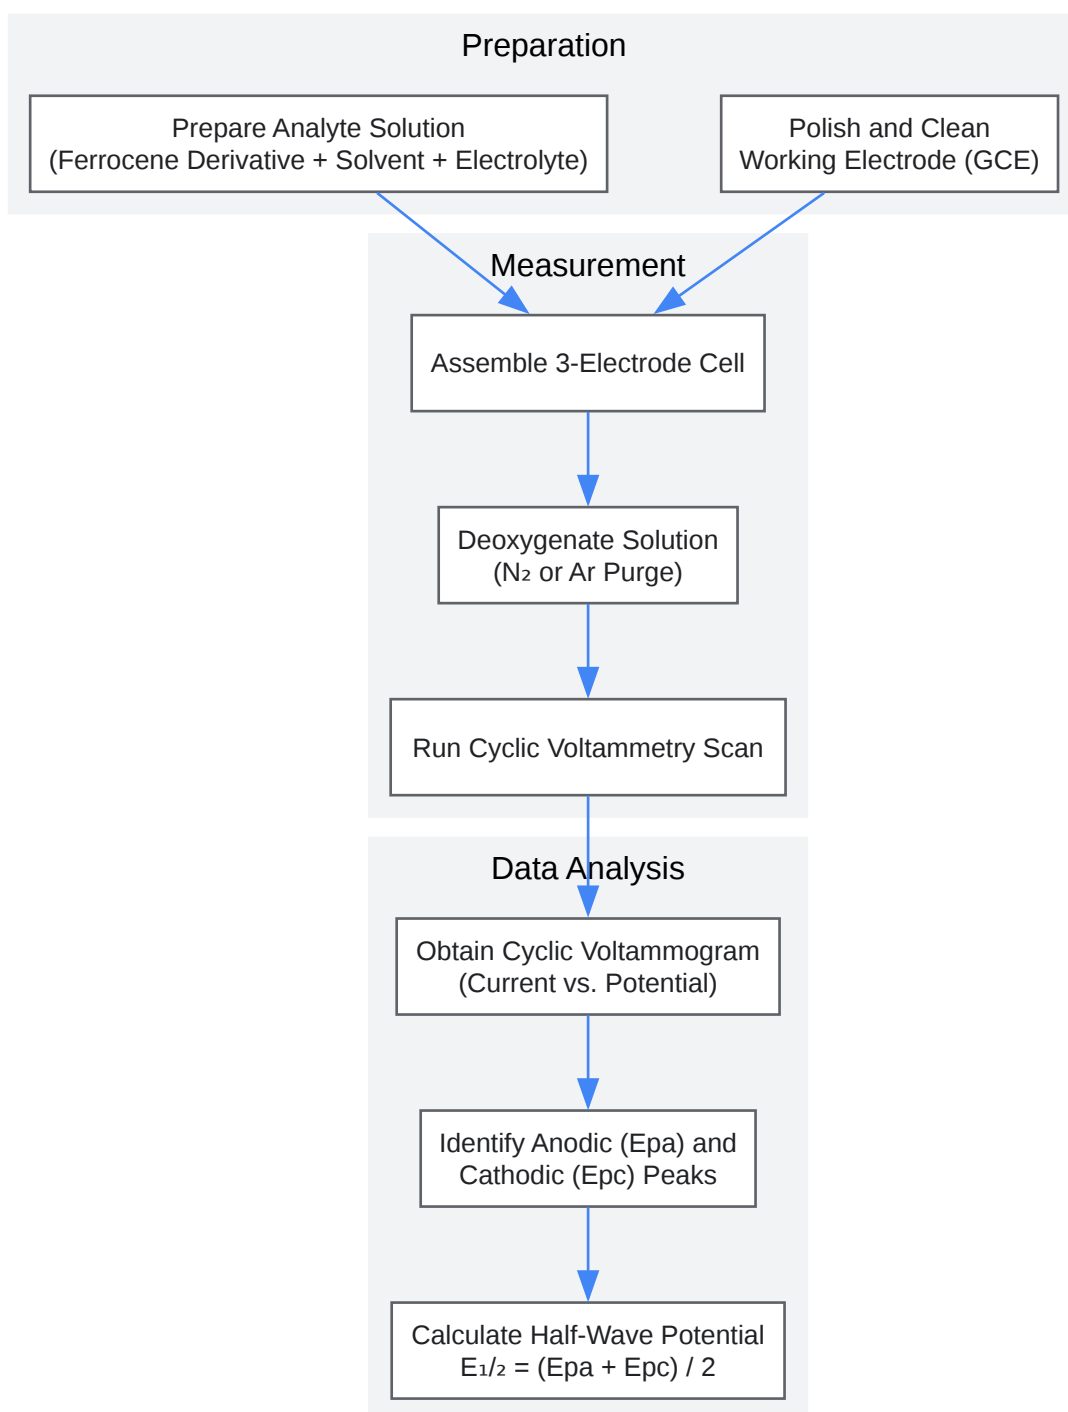 Preparation
Prepare Analyte Solution
(Ferrocene Derivative + Solvent + Electrolyte)
Polish and Clean
Working Electrode (GCE)
Measurement
Assemble 3-Electrode Cell
Deoxygenate Solution
(N₂ or Ar Purge)
Run Cyclic Voltammetry Scan
Data Analysis
Obtain Cyclic Voltammogram
(Current vs. Potential)
Identify Anodic (Epa) and
Cathodic (Epc) Peaks
Calculate Half-Wave Potential
E₁/₂ = (Epa + Epc) / 2